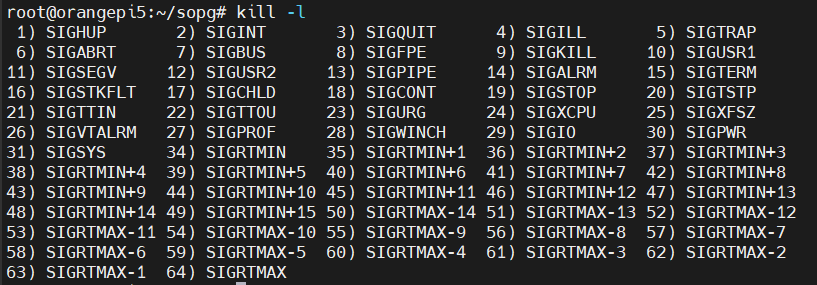 root@orangepi5:~/sopg# kill -l
 1) SIGHUP       2) SIGINT       3) SIGQUIT      4) SIGILL       5) SIGTRAP
 6) SIGABRT      7) SIGBUS       8) SIGFPE       9) SIGKILL     10) SIGUSR1
11) SIGSEGV     12) SIGUSR2     13) SIGPIPE     14) SIGALRM     15) SIGTERM
16) SIGSTKFLT   17) SIGCHLD     18) SIGCONT     19) SIGSTOP     20) SIGTSTP
21) SIGTTIN     22) SIGTTOU     23) SIGURG      24) SIGXCPU     25) SIGXFSZ
26) SIGVTALRM   27) SIGPROF     28) SIGWINCH    29) SIGIO       30) SIGPWR
31) SIGSYS      34) SIGRTMIN    35) SIGRTMIN+1  36) SIGRTMIN+2  37) SIGRTMIN+3
38) SIGRTMIN+4  39) SIGRTMIN+5  40) SIGRTMIN+6  41) SIGRTMIN+7  42) SIGRTMIN+8
43) SIGRTMIN+9  44) SIGRTMIN+10 45) SIGRTMIN+11 46) SIGRTMIN+12 47) SIGRTMIN+13
48) SIGRTMIN+14 49) SIGRTMIN+15 50) SIGRTMAX-14 51) SIGRTMAX-13 52) SIGRTMAX-12
53) SIGRTMAX-11 54) SIGRTMAX-10 55) SIGRTMAX-9  56) SIGRTMAX-8  57) SIGRTMAX-7
58) SIGRTMAX-6  59) SIGRTMAX-5  60) SIGRTMAX-4  61) SIGRTMAX-3  62) SIGRTMAX-2
63) SIGRTMAX-1  64) SIGRTMAX